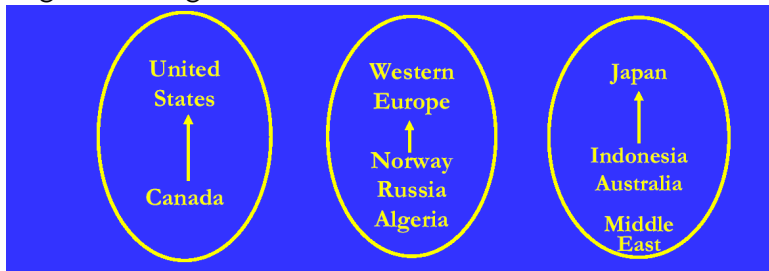 United
States
Canada
Western
Europe
Norway
Russia
Algeria
Japan
Indonesia
Australia
Middle
East